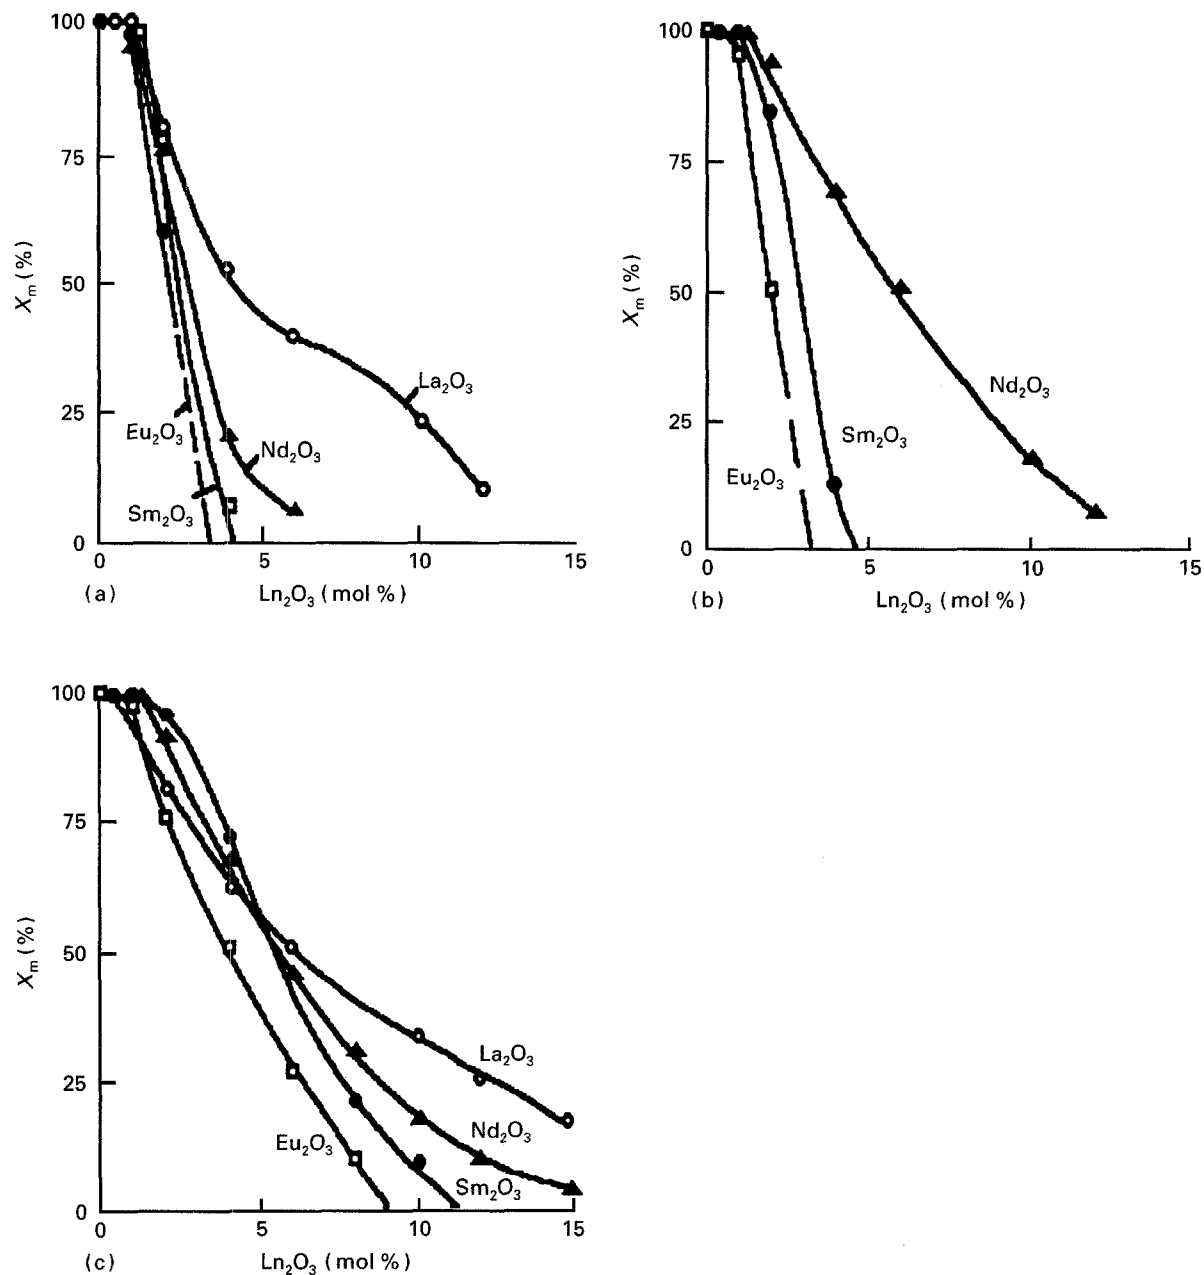 100
75
50
25
0
X_m (%)
La₂O₃
Eu₂O₃
Nd₂O₃
Sm₂O₃
0 5 10 15
(a) Ln₂O₃ (mol %)
100
75
50
25
0
X_m (%)
Nd₂O₃
Sm₂O₃
Eu₂O₃
0 5 10 15
(b) Ln₂O₃ (mol %)
100
75
50
25
0
X_m (%)
La₂O₃
Nd₂O₃
Eu₂O₃
Sm₂O₃
0 5 10 15
(c) Ln₂O₃ (mol %)